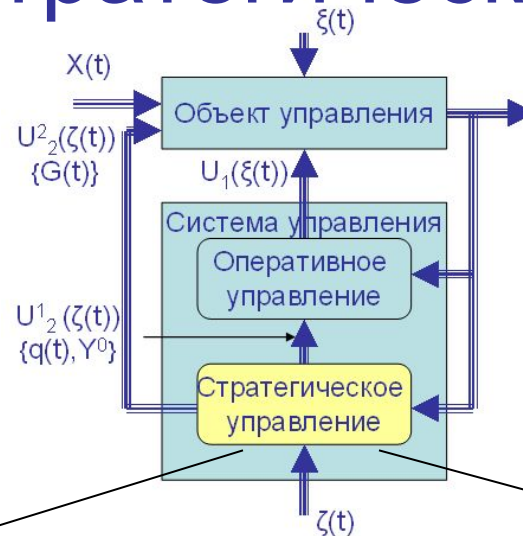 ξ(t)
X(t)
Объект управления
U²₂(ζ(t))
{G(t)}
U₁(ξ(t))
Система управления
Оперативное
управление
U¹₂(ζ(t))
{q(t),Y⁰}
Стратегическое
управление
ζ(t)